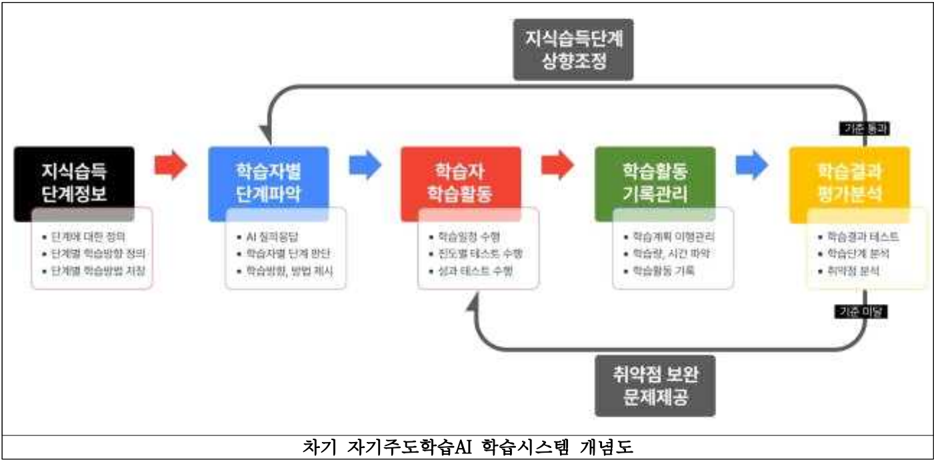 지식습득단계
상향조정
기준 통과
지식습득
단계정보
학습자별
단계파악
학습자
학습활동
학습활동
기록관리
학습결과
평가분석
▪ 단계에 대한 정의
▪ 단계별 학습방향 정의
▪ 단계별 학습방법 저장
▪ AI 질의응답
▪ 학습자별 단계 판단
▪ 학습방향, 방법 제시
▪ 학습일정 수행
▪ 진도별 테스트 수행
▪ 성과 테스트 수행
▪ 학습계획 이행관리
▪ 학습량, 시간 파악
▪ 학습활동 기록
▪ 학습결과 테스트
▪ 학습단계 분석
▪ 취약점 분석
기준 미달
취약점 보완
문제제공
차기 자기주도학습AI 학습시스템 개념도